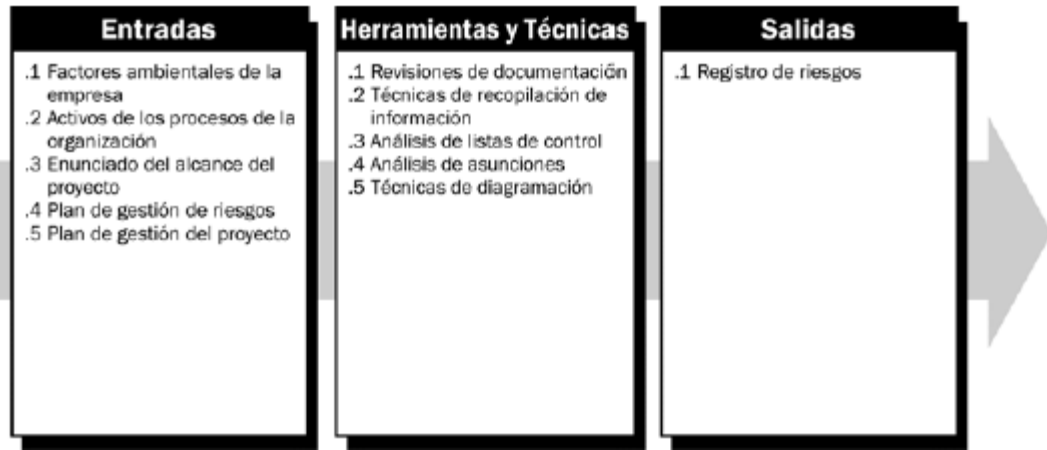 Entradas
.1 Factores ambientales de la
empresa
.2 Activos de los procesos de la
organización
.3 Enunciado del alcance del
proyecto
.4 Plan de gestión de riesgos
.5 Plan de gestión del proyecto
Herramientas y Técnicas
.1 Revisiones de documentación
.2 Técnicas de recopilación de
información
.3 Análisis de listas de control
.4 Análisis de asunciones
.5 Técnicas de diagramación
Salidas
.1 Registro de riesgos